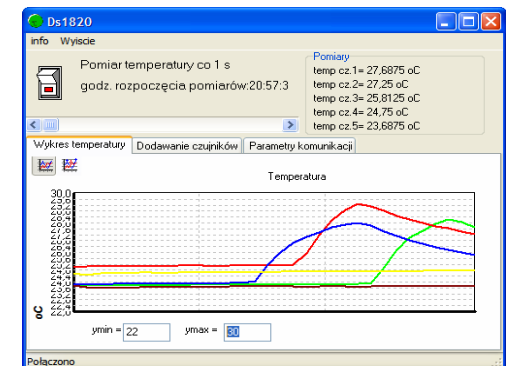 Ds1820
info Wyiscie
Pomiar temperatury co 1 s
godz. rozpoczęcia pomiarów:20:57:3
Pomiary
temp cz.1= 27,6875 oC
temp cz.2= 27,25 oC
temp cz.3= 25,8125 oC
temp cz.4= 24,75 oC
temp cz.5= 23,6875 oC
Wykres temperatury Dodawanie czujników Parametry komunikacji
Temperatura
30,0
22,0
oC
ymin = 22 ymax = 30
Połączono